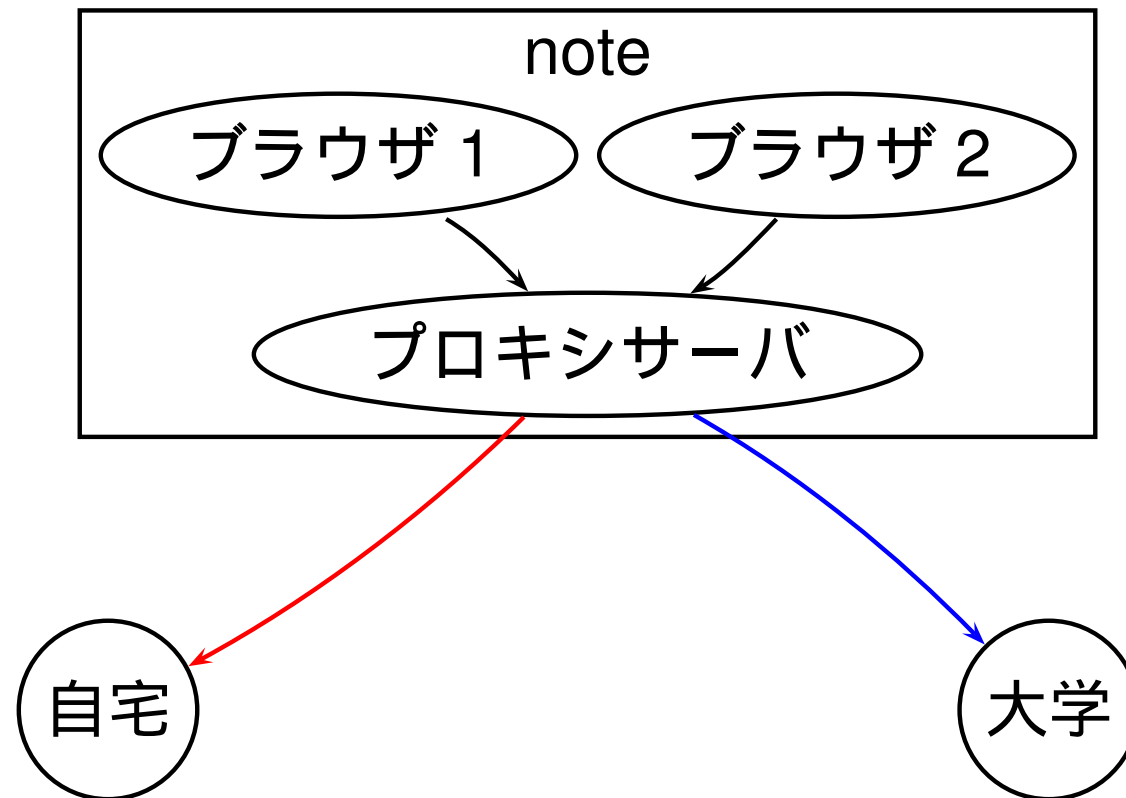 note
ブラウザ 1
ブラウザ 2
プロキシサーバ
自宅
大学